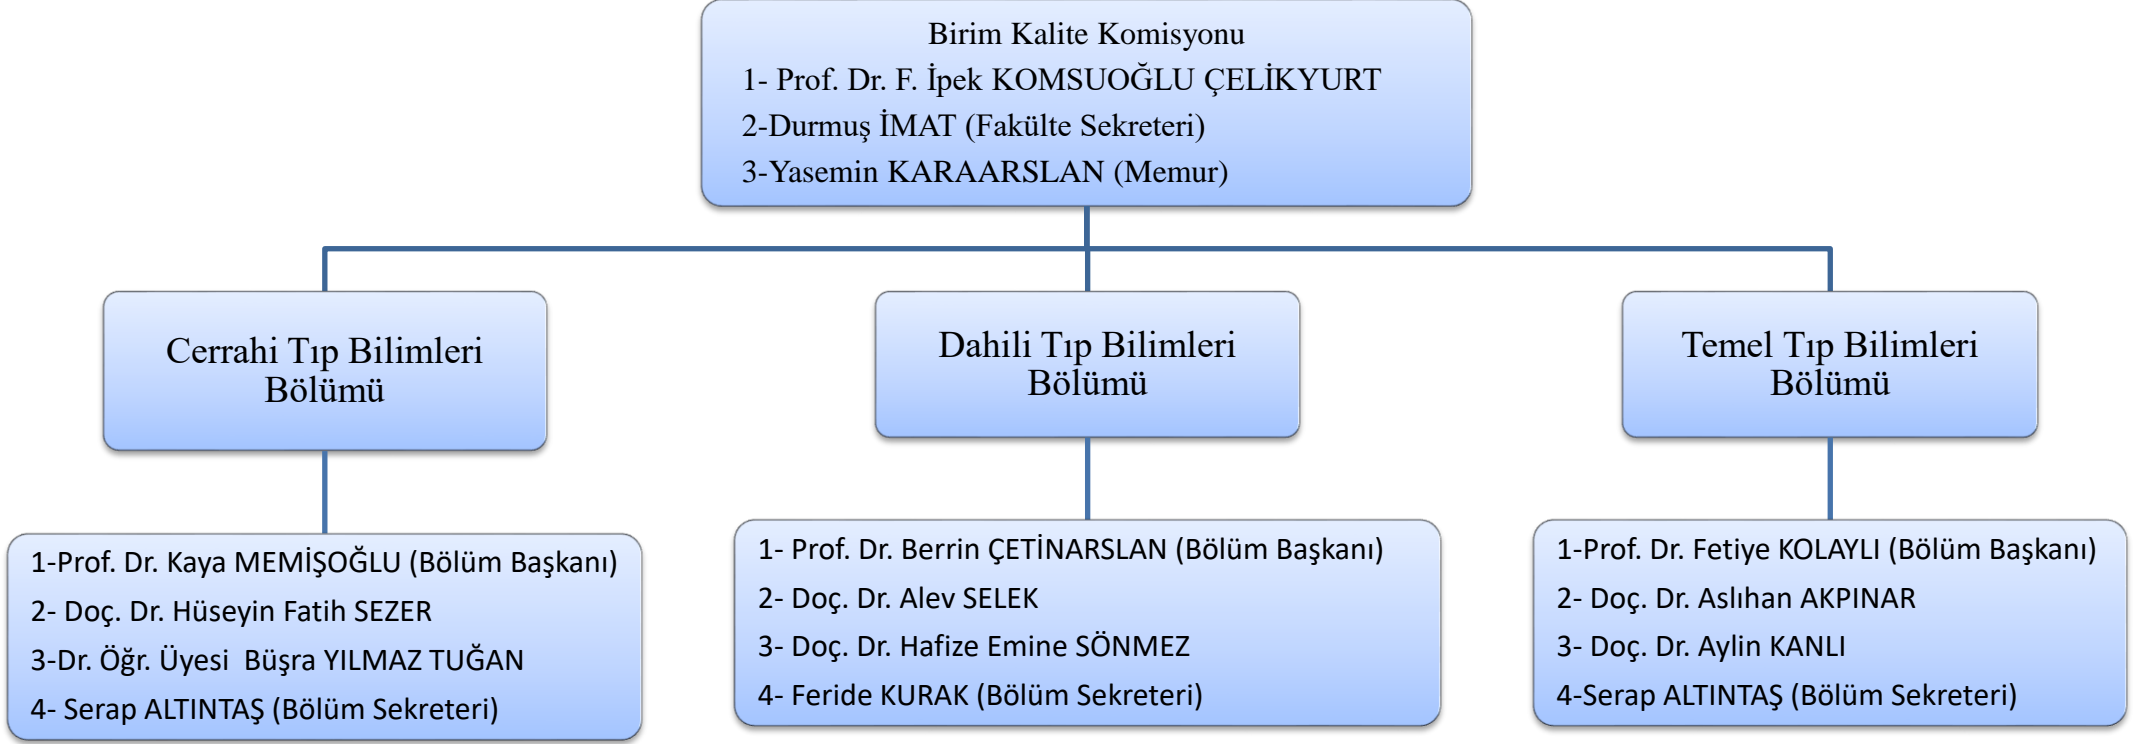 Birim Kalite Komisyonu
1- Prof. Dr. F. İpek KOMSUOĞLU ÇELİKYURT
2-Durmuş İMAT (Fakülte Sekreteri)
3-Yasemin KARAARSLAN (Memur)
Cerrahi Tıp Bilimleri
Bölümü
Dahili Tıp Bilimleri
Bölümü
Temel Tıp Bilimleri
Bölümü
1-Prof. Dr. Kaya MEMİŞOĞLU (Bölüm Başkanı)
2- Doç. Dr. Hüseyin Fatih SEZER
3-Dr. Öğr. Üyesi  Büşra YILMAZ TUĞAN
4- Serap ALTINTAŞ (Bölüm Sekreteri)
1- Prof. Dr. Berrin ÇETİNARSLAN (Bölüm Başkanı)
2- Doç. Dr. Alev SELEK
3- Doç. Dr. Hafize Emine SÖNMEZ
4- Feride KURAK (Bölüm Sekreteri)
1-Prof. Dr. Fetiye KOLAYLI (Bölüm Başkanı)
2- Doç. Dr. Aslıhan AKPINAR
3- Doç. Dr. Aylin KANLI
4-Serap ALTINTAŞ (Bölüm Sekreteri)